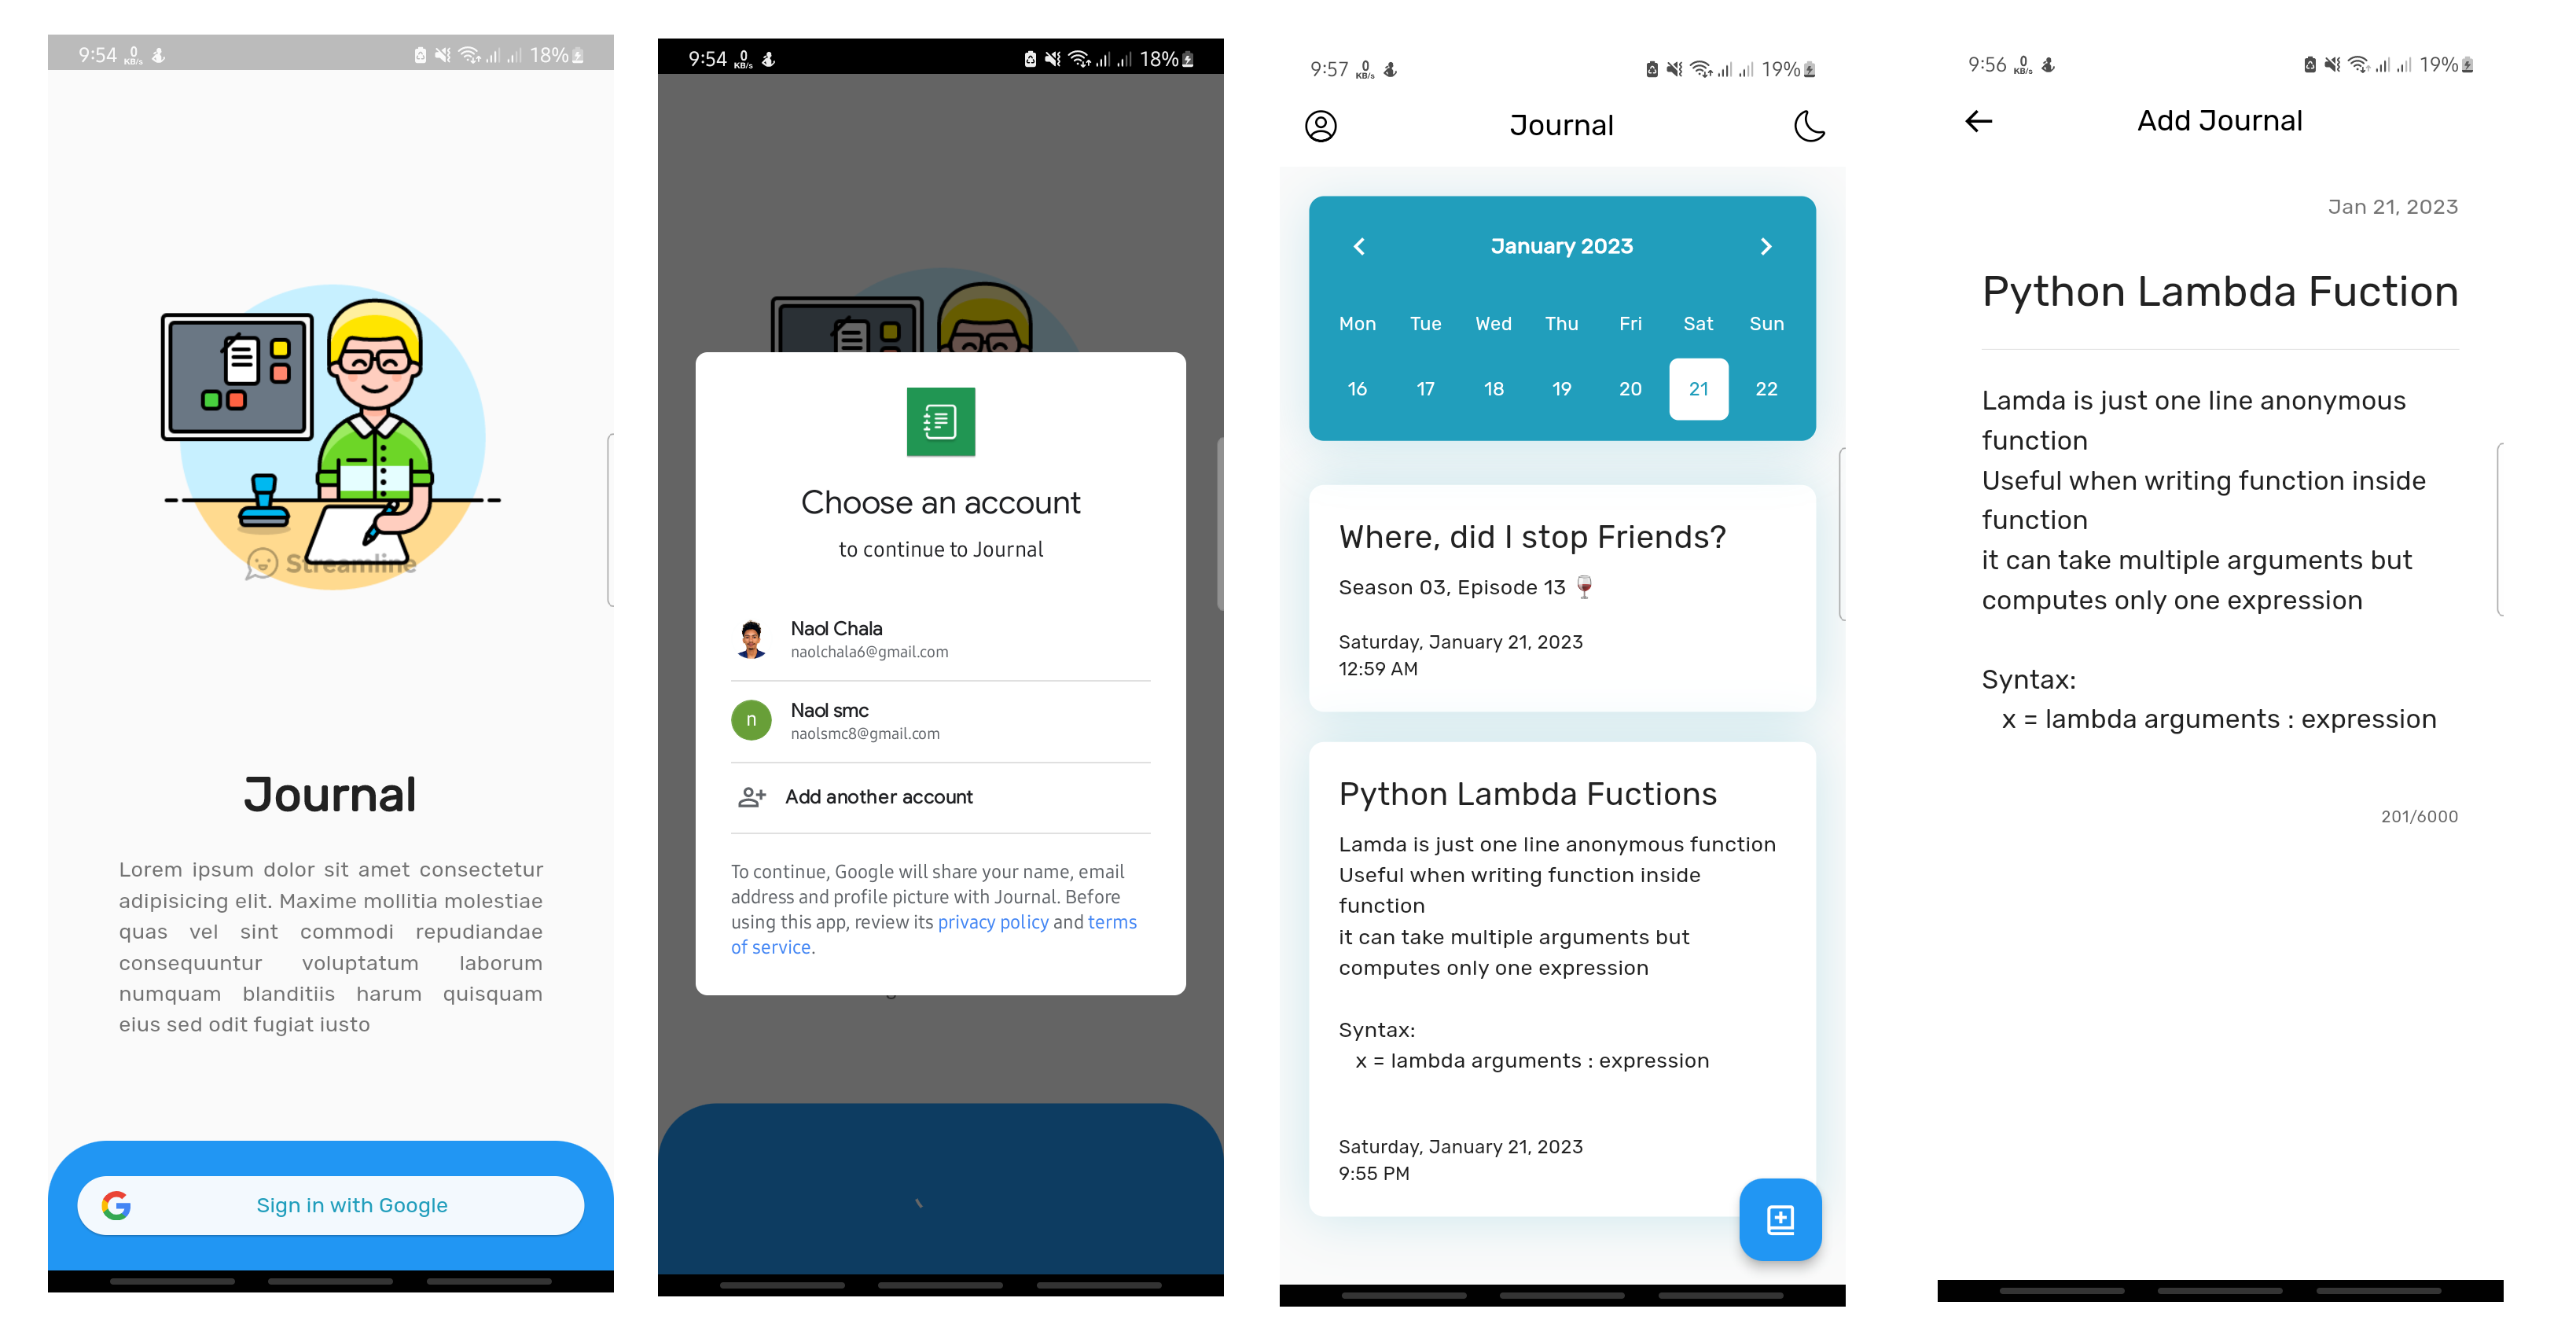 9:54 0 KB/s 18%
Streamline
Journal
Lorem ipsum dolor sit amet consectetur
adipisicing elit. Maxime mollitia molestiae
quas vel sint commodi repudiandae
consequuntur voluptatum laborum
numquam blanditiis harum quisquam
eius sed odit fugiat iusto
Sign in with Google
9:54 0 KB/s 18%
Choose an account
to continue to Journal
Naol Chala
naolchala6@gmail.com
n
Naol smc
naolsmc8@gmail.com
Add another account
To continue, Google will share your name, email
address and profile picture with Journal. Before
using this app, review its privacy policy and terms
of service.
9:57 0 KB/s 19%
Journal
January 2023
Mon Tue Wed Thu Fri Sat Sun
16 17 18 19 20 21 22
Where, did I stop Friends?
Season 03, Episode 13 🍷
Saturday, January 21, 2023
12:59 AM
Python Lambda Fuctions
Lamda is just one line anonymous function
Useful when writing function inside
function
it can take multiple arguments but
computes only one expression
Syntax:
x = lambda arguments : expression
Saturday, January 21, 2023
9:55 PM
9:56 0 KB/s 19%
Add Journal
Jan 21, 2023
Python Lambda Fuction
Lamda is just one line anonymous
function
Useful when writing function inside
function
it can take multiple arguments but
computes only one expression
Syntax:
x = lambda arguments : expression
201/6000